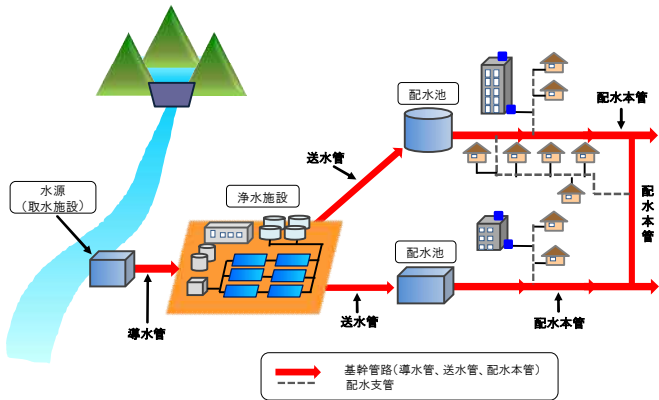 配水池
配水本管
送水管
水源
（取水施設）
浄水施設
配水本管
配水池
導水管
送水管
配水本管
基幹管路（導水管、送水管、配水本管）
配水支管